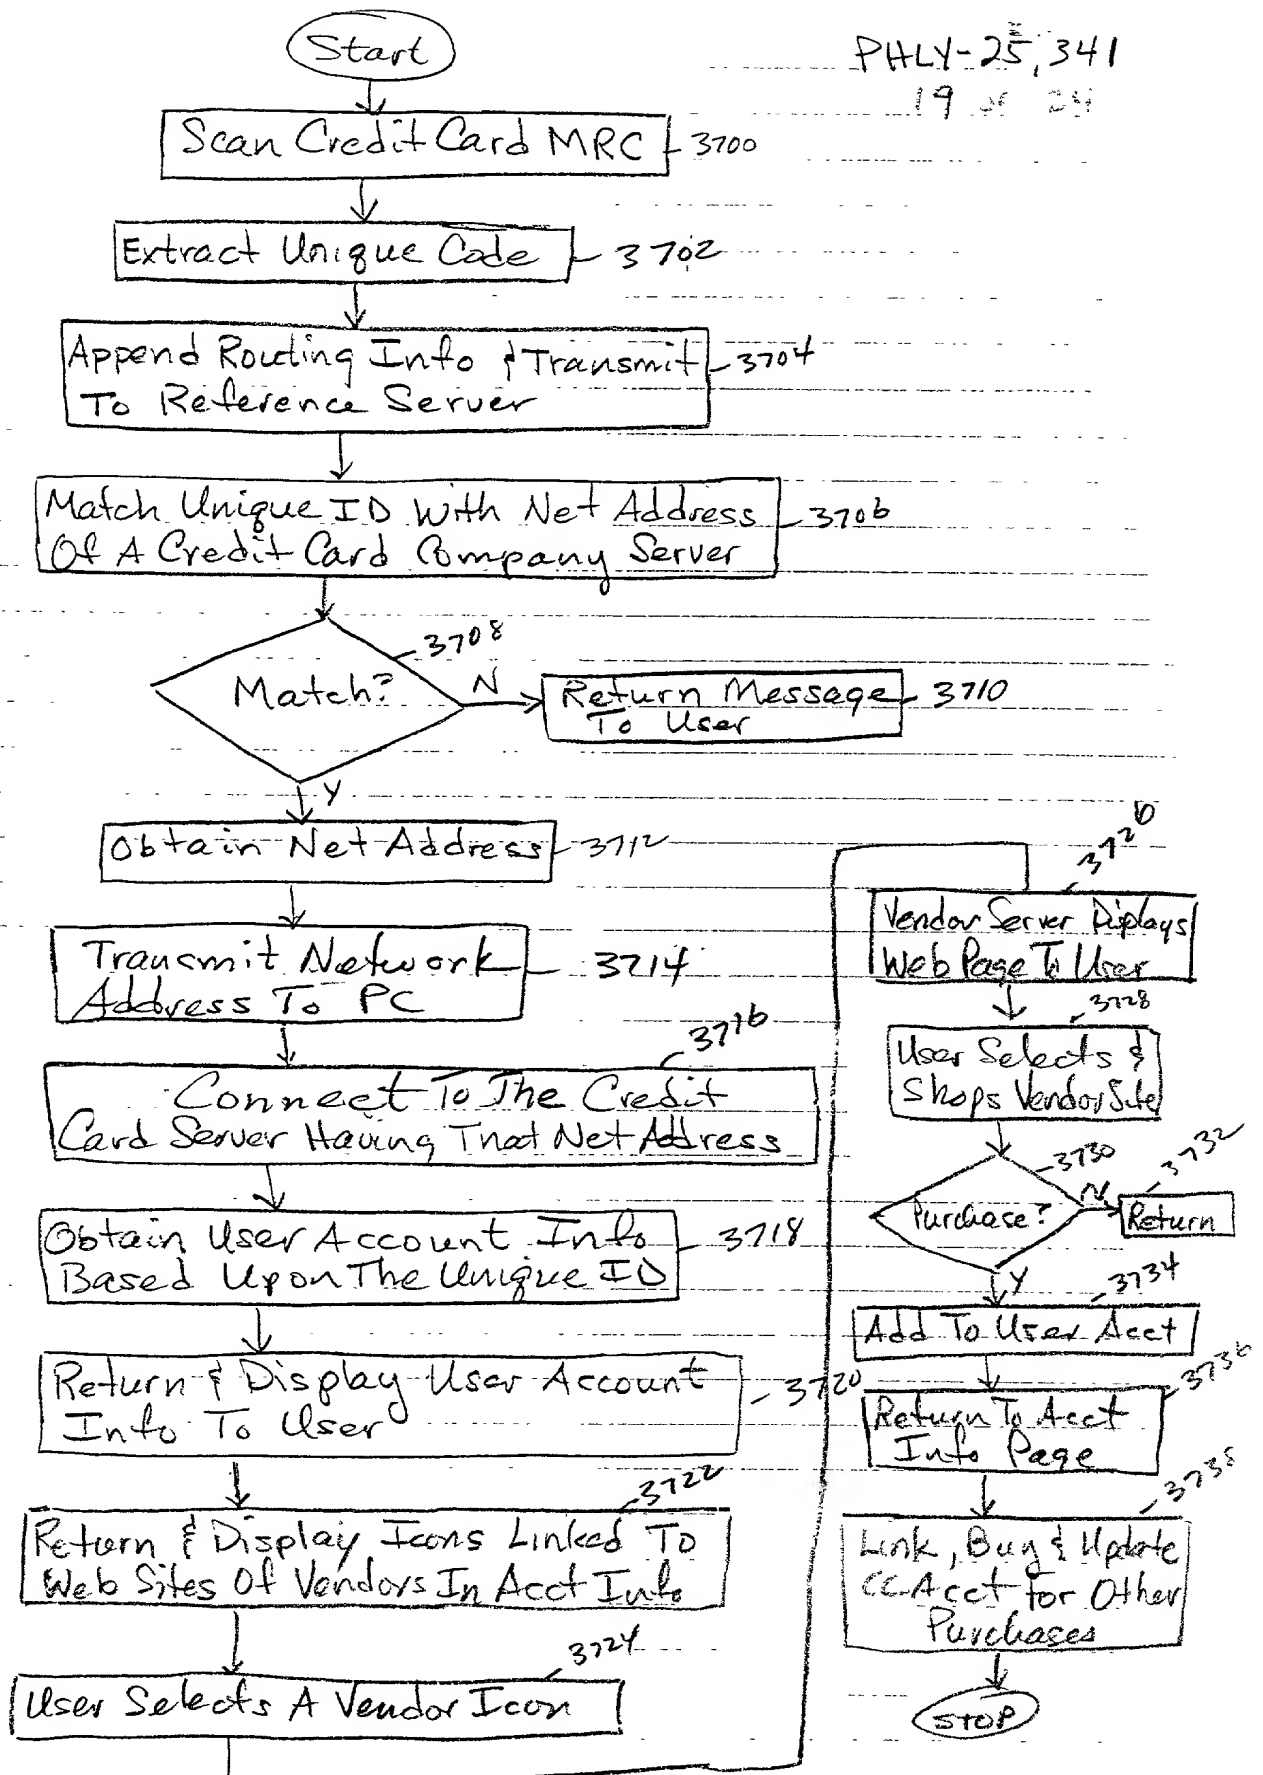 Start
PHLY-25,341
19 of 24
Scan Credit Card MRC 3700
Extract Unique Code 3702
Append Routing Info & Transmit 3704
To Reference Server
Match Unique ID With Net Address 3706
Of A Credit Card Company Server
3708
Match?
N
Return Message 3710
To User
Y
Obtain Net Address 3712
Transmit Network 3714
Address To PC
3716
Connect To The Credit
Card Server Having That Net Address
Obtain User Account Info 3718
Based Upon The Unique ID
Return & Display User Account 3720
Info To User
3722
Return & Display Icons Linked To
Web Sites Of Vendors In Acct Info
3724
User Selects A Vendor Icon
3726
Vendor Server Displays
Web Page To User
3728
User Selects &
Shops Vendor Site
3730
Purchase?
N
3732
Return
Y
3734
Add To User Acct
3736
Return To Acct
Info Page
3738
Link, Buy & Update
CC Acct for Other
Purchases
STOP